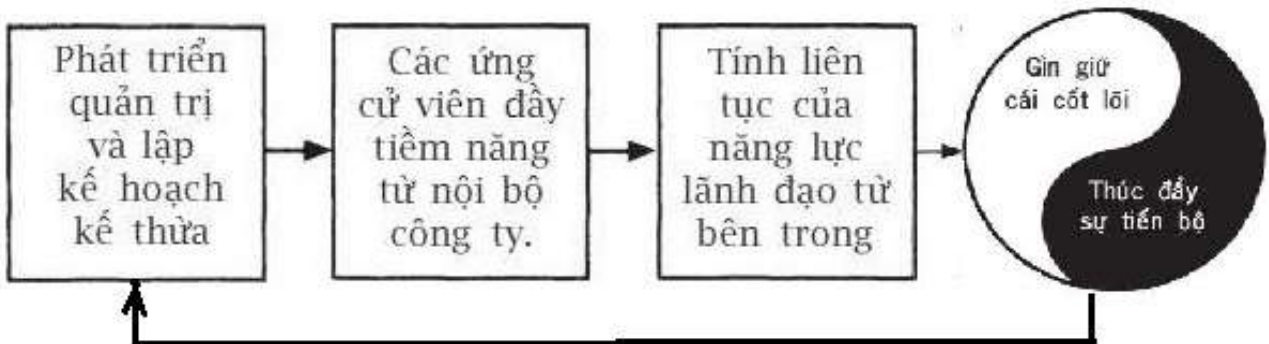 Phát triển
quản trị
và lập
kế hoạch
kế thừa
Các ứng
cử viên đầy
tiềm năng
từ nội bộ
công ty.
Tính liên
tục của
năng lực
lãnh đạo từ
bên trong
Gìn giữ
cái cốt lõi
Thúc đẩy
sự tiến bộ